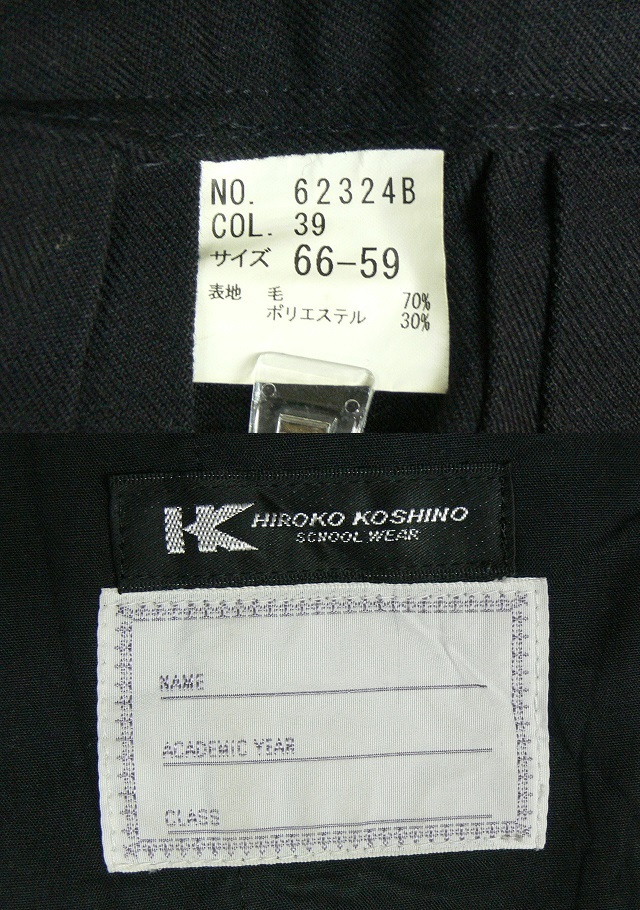 NO. 62324B
COL. 39
サイズ 66-59
表地 毛 70%
ポリエステル 30%
HK HIROKO KOSHINO
SCHOOL WEAR
NAME
ACADEMIC YEAR
CLASS